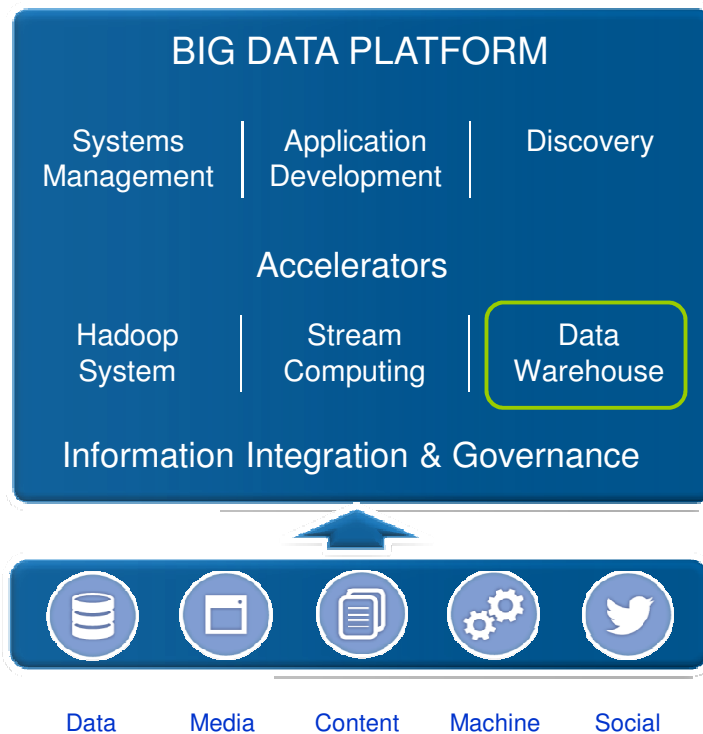 BIG DATA PLATFORM
Systems
Management
Application
Development
Discovery
Accelerators
Hadoop
System
Stream
Computing
Data
Warehouse
Information Integration & Governance
Data
Media
Content
Machine
Social